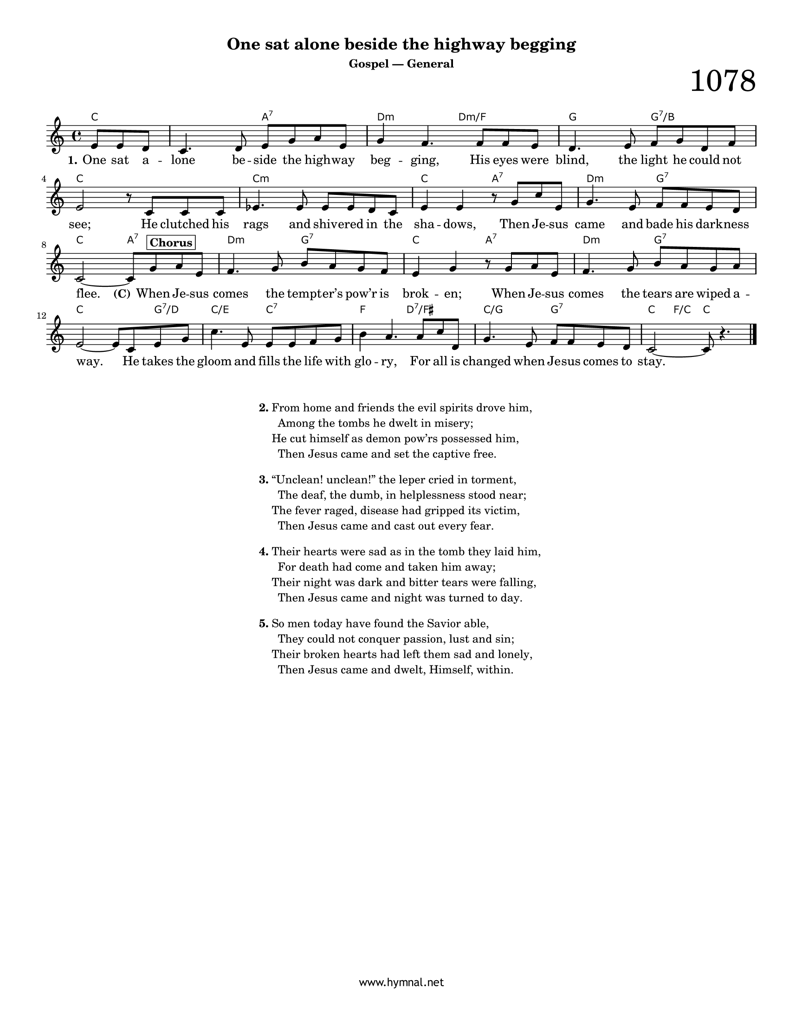 One sat alone beside the highway begging
Gospel — General
1078
C A7 Dm Dm/F G G7/B
1. One sat a - lone be - side the highway beg - ging, His eyes were blind, the light he could not
4 C Cm C A7 Dm G7
see; He clutched his rags and shivered in the sha - dows, Then Je-sus came and bade his darkness
8 C A7 Chorus Dm G7 C A7 Dm G7
flee. (C) When Je-sus comes the tempter's pow'r is brok - en; When Je-sus comes the tears are wiped a -
12 C G7/D C/E C7 F D7/F# C/G G7 C F/C C
way. He takes the gloom and fills the life with glo - ry, For all is changed when Jesus comes to stay.
2. From home and friends the evil spirits drove him,
Among the tombs he dwelt in misery;
He cut himself as demon pow'rs possessed him,
Then Jesus came and set the captive free.
3. “Unclean! unclean!” the leper cried in torment,
The deaf, the dumb, in helplessness stood near;
The fever raged, disease had gripped its victim,
Then Jesus came and cast out every fear.
4. Their hearts were sad as in the tomb they laid him,
For death had come and taken him away;
Their night was dark and bitter tears were falling,
Then Jesus came and night was turned to day.
5. So men today have found the Savior able,
They could not conquer passion, lust and sin;
Their broken hearts had left them sad and lonely,
Then Jesus came and dwelt, Himself, within.
www.hymnal.net